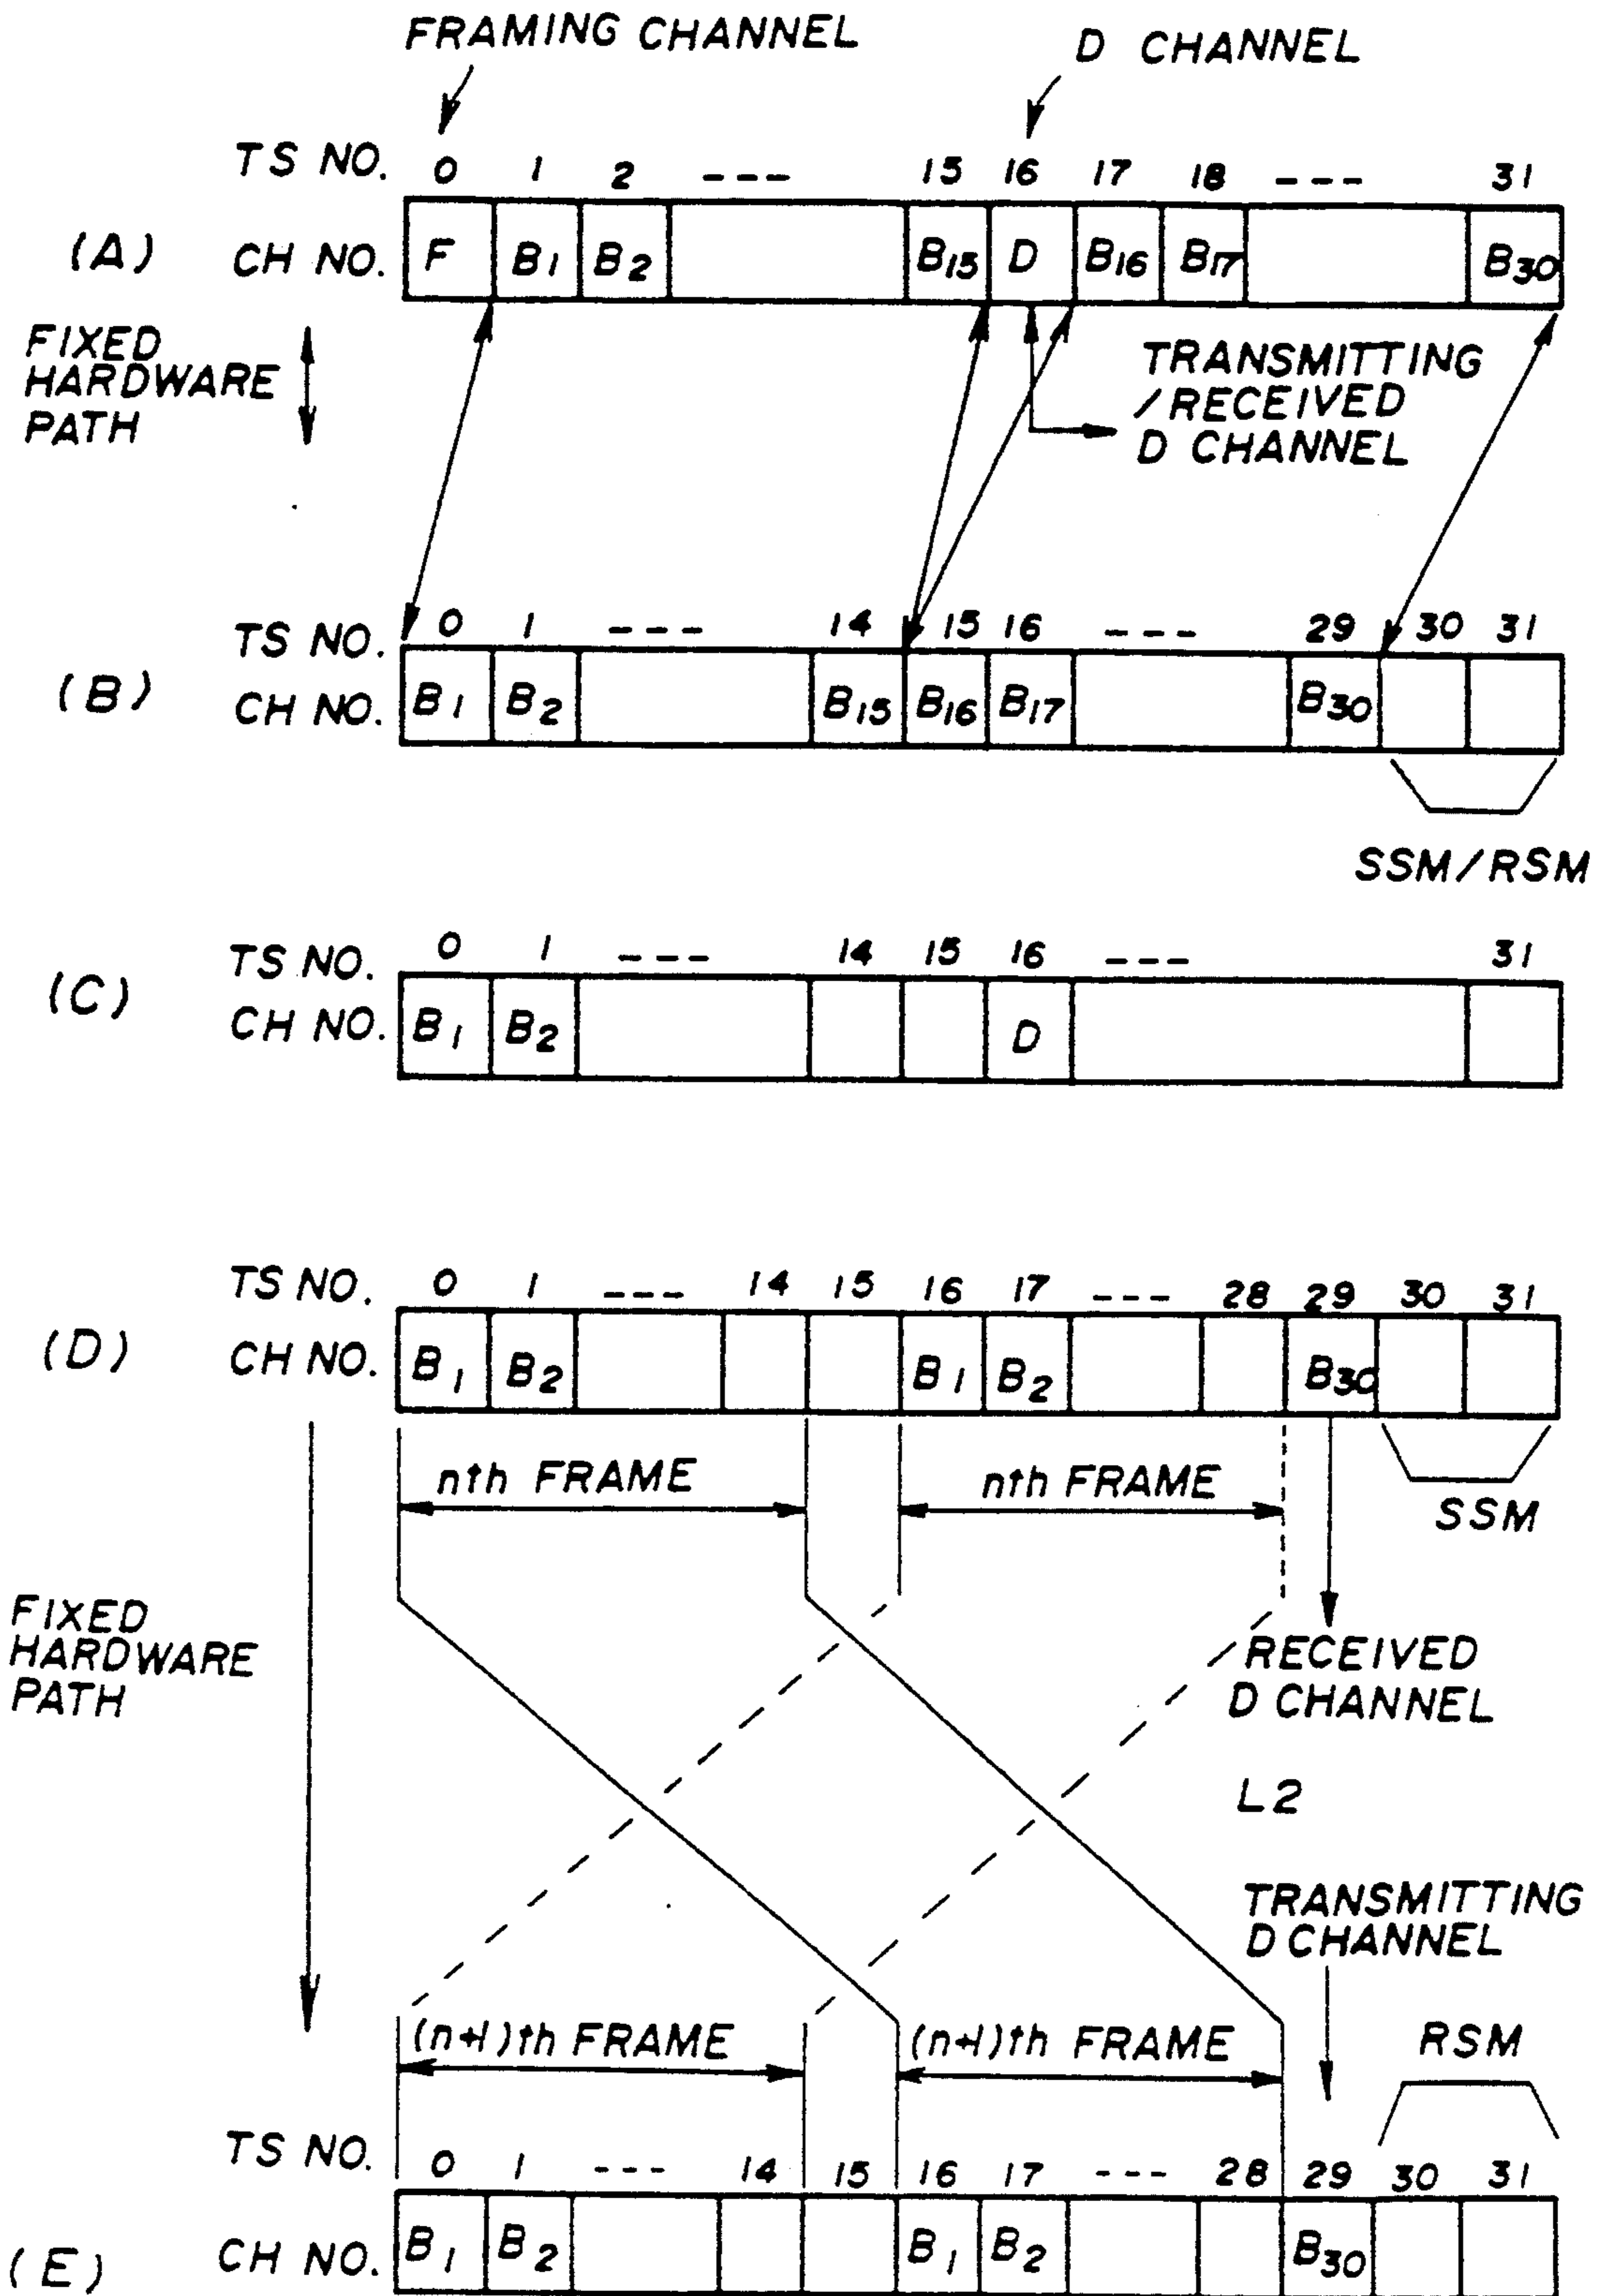 FRAMING CHANNEL
D CHANNEL
TS NO. 0 1 2 --- 15 16 17 18 --- 31
(A) CH NO. F B1 B2 B15 D B16 B17 B30
FIXED
HARDWARE
PATH
TRANSMITTING
/RECEIVED
D CHANNEL
TS NO. 0 1 --- 14 15 16 --- 29 30 31
(B) CH NO. B1 B2 B15 B16 B17 B30
SSM/RSM
TS NO. 0 1 --- 14 15 16 --- 31
(C) CH NO. B1 B2 D
TS NO. 0 1 --- 14 15 16 17 --- 28 29 30 31
(D) CH NO. B1 B2 B1 B2 B30
nth FRAME nth FRAME
SSM
FIXED
HARDWARE
PATH
RECEIVED
D CHANNEL
L2
TRANSMITTING
D CHANNEL
(n+1)th FRAME (n+1)th FRAME RSM
TS NO. 0 1 --- 14 15 16 17 --- 28 29 30 31
(E) CH NO. B1 B2 B1 B2 B30